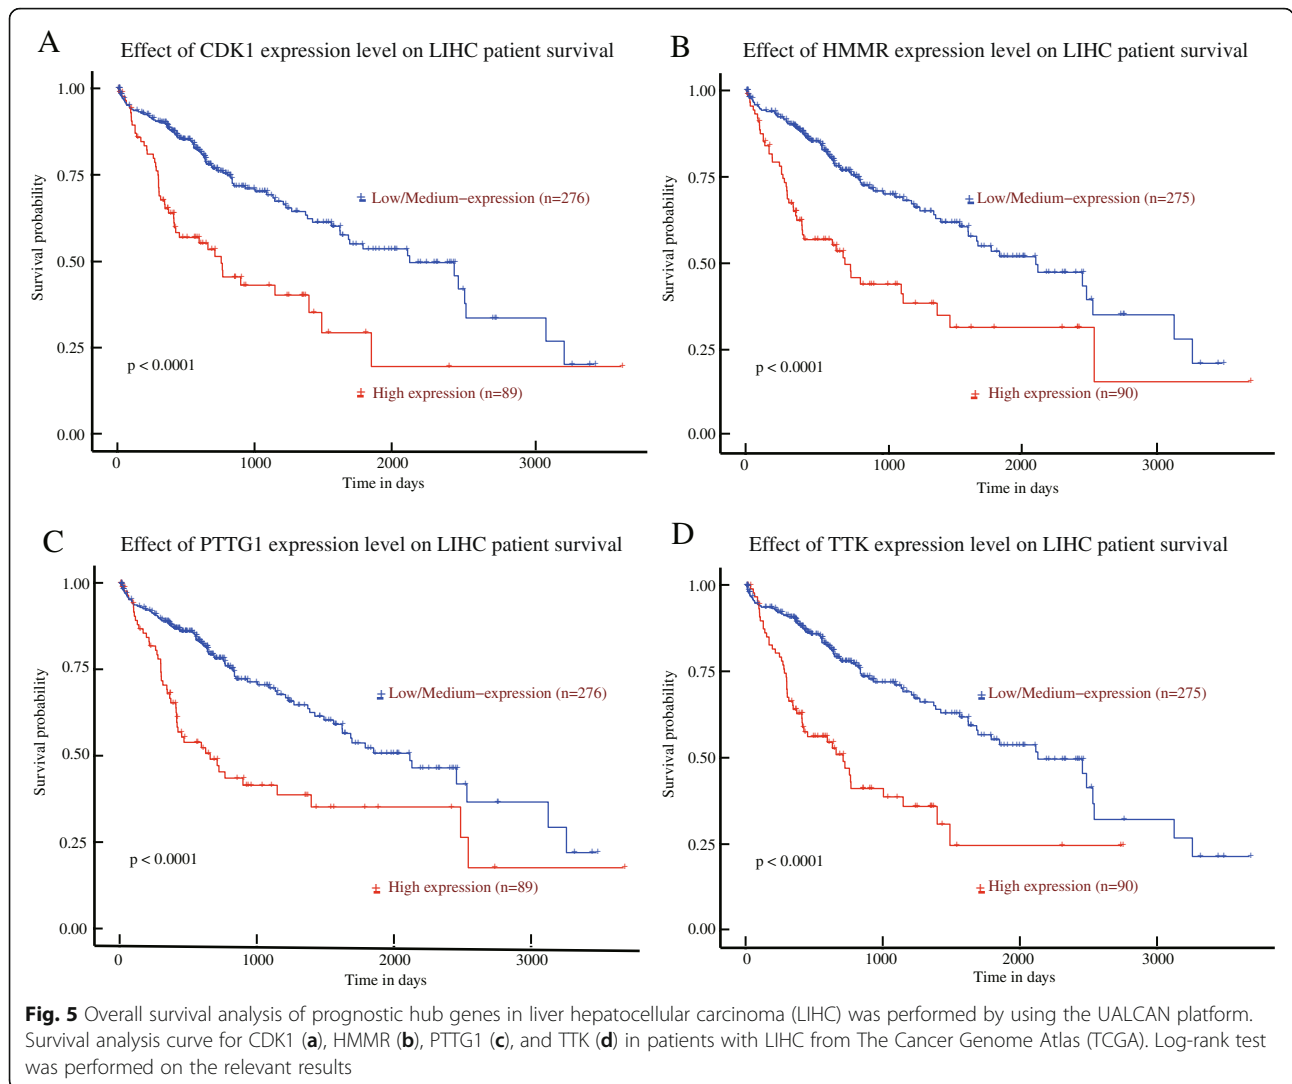 A
Effect of CDK1 expression level on LIHC patient survival
Survival probability
1.00
0.75
0.50
0.25
0.00
Low/Medium−expression (n=276)
p < 0.0001
High expression (n=89)
0 1000 2000 3000
Time in days
B
Effect of HMMR expression level on LIHC patient survival
Survival probability
1.00
0.75
0.50
0.25
0.00
Low/Medium−expression (n=275)
p < 0.0001
High expression (n=90)
0 1000 2000 3000
Time in days
C
Effect of PTTG1 expression level on LIHC patient survival
Survival probability
1.00
0.75
0.50
0.25
0.00
Low/Medium−expression (n=276)
p < 0.0001
High expression (n=89)
0 1000 2000 3000
Time in days
D
Effect of TTK expression level on LIHC patient survival
Survival probability
1.00
0.75
0.50
0.25
0.00
Low/Medium−expression (n=275)
p < 0.0001
High expression (n=90)
0 1000 2000 3000
Time in days
Fig. 5 Overall survival analysis of prognostic hub genes in liver hepatocellular carcinoma (LIHC) was performed by using the UALCAN platform.
Survival analysis curve for CDK1 (a), HMMR (b), PTTG1 (c), and TTK (d) in patients with LIHC from The Cancer Genome Atlas (TCGA). Log-rank test
was performed on the relevant results